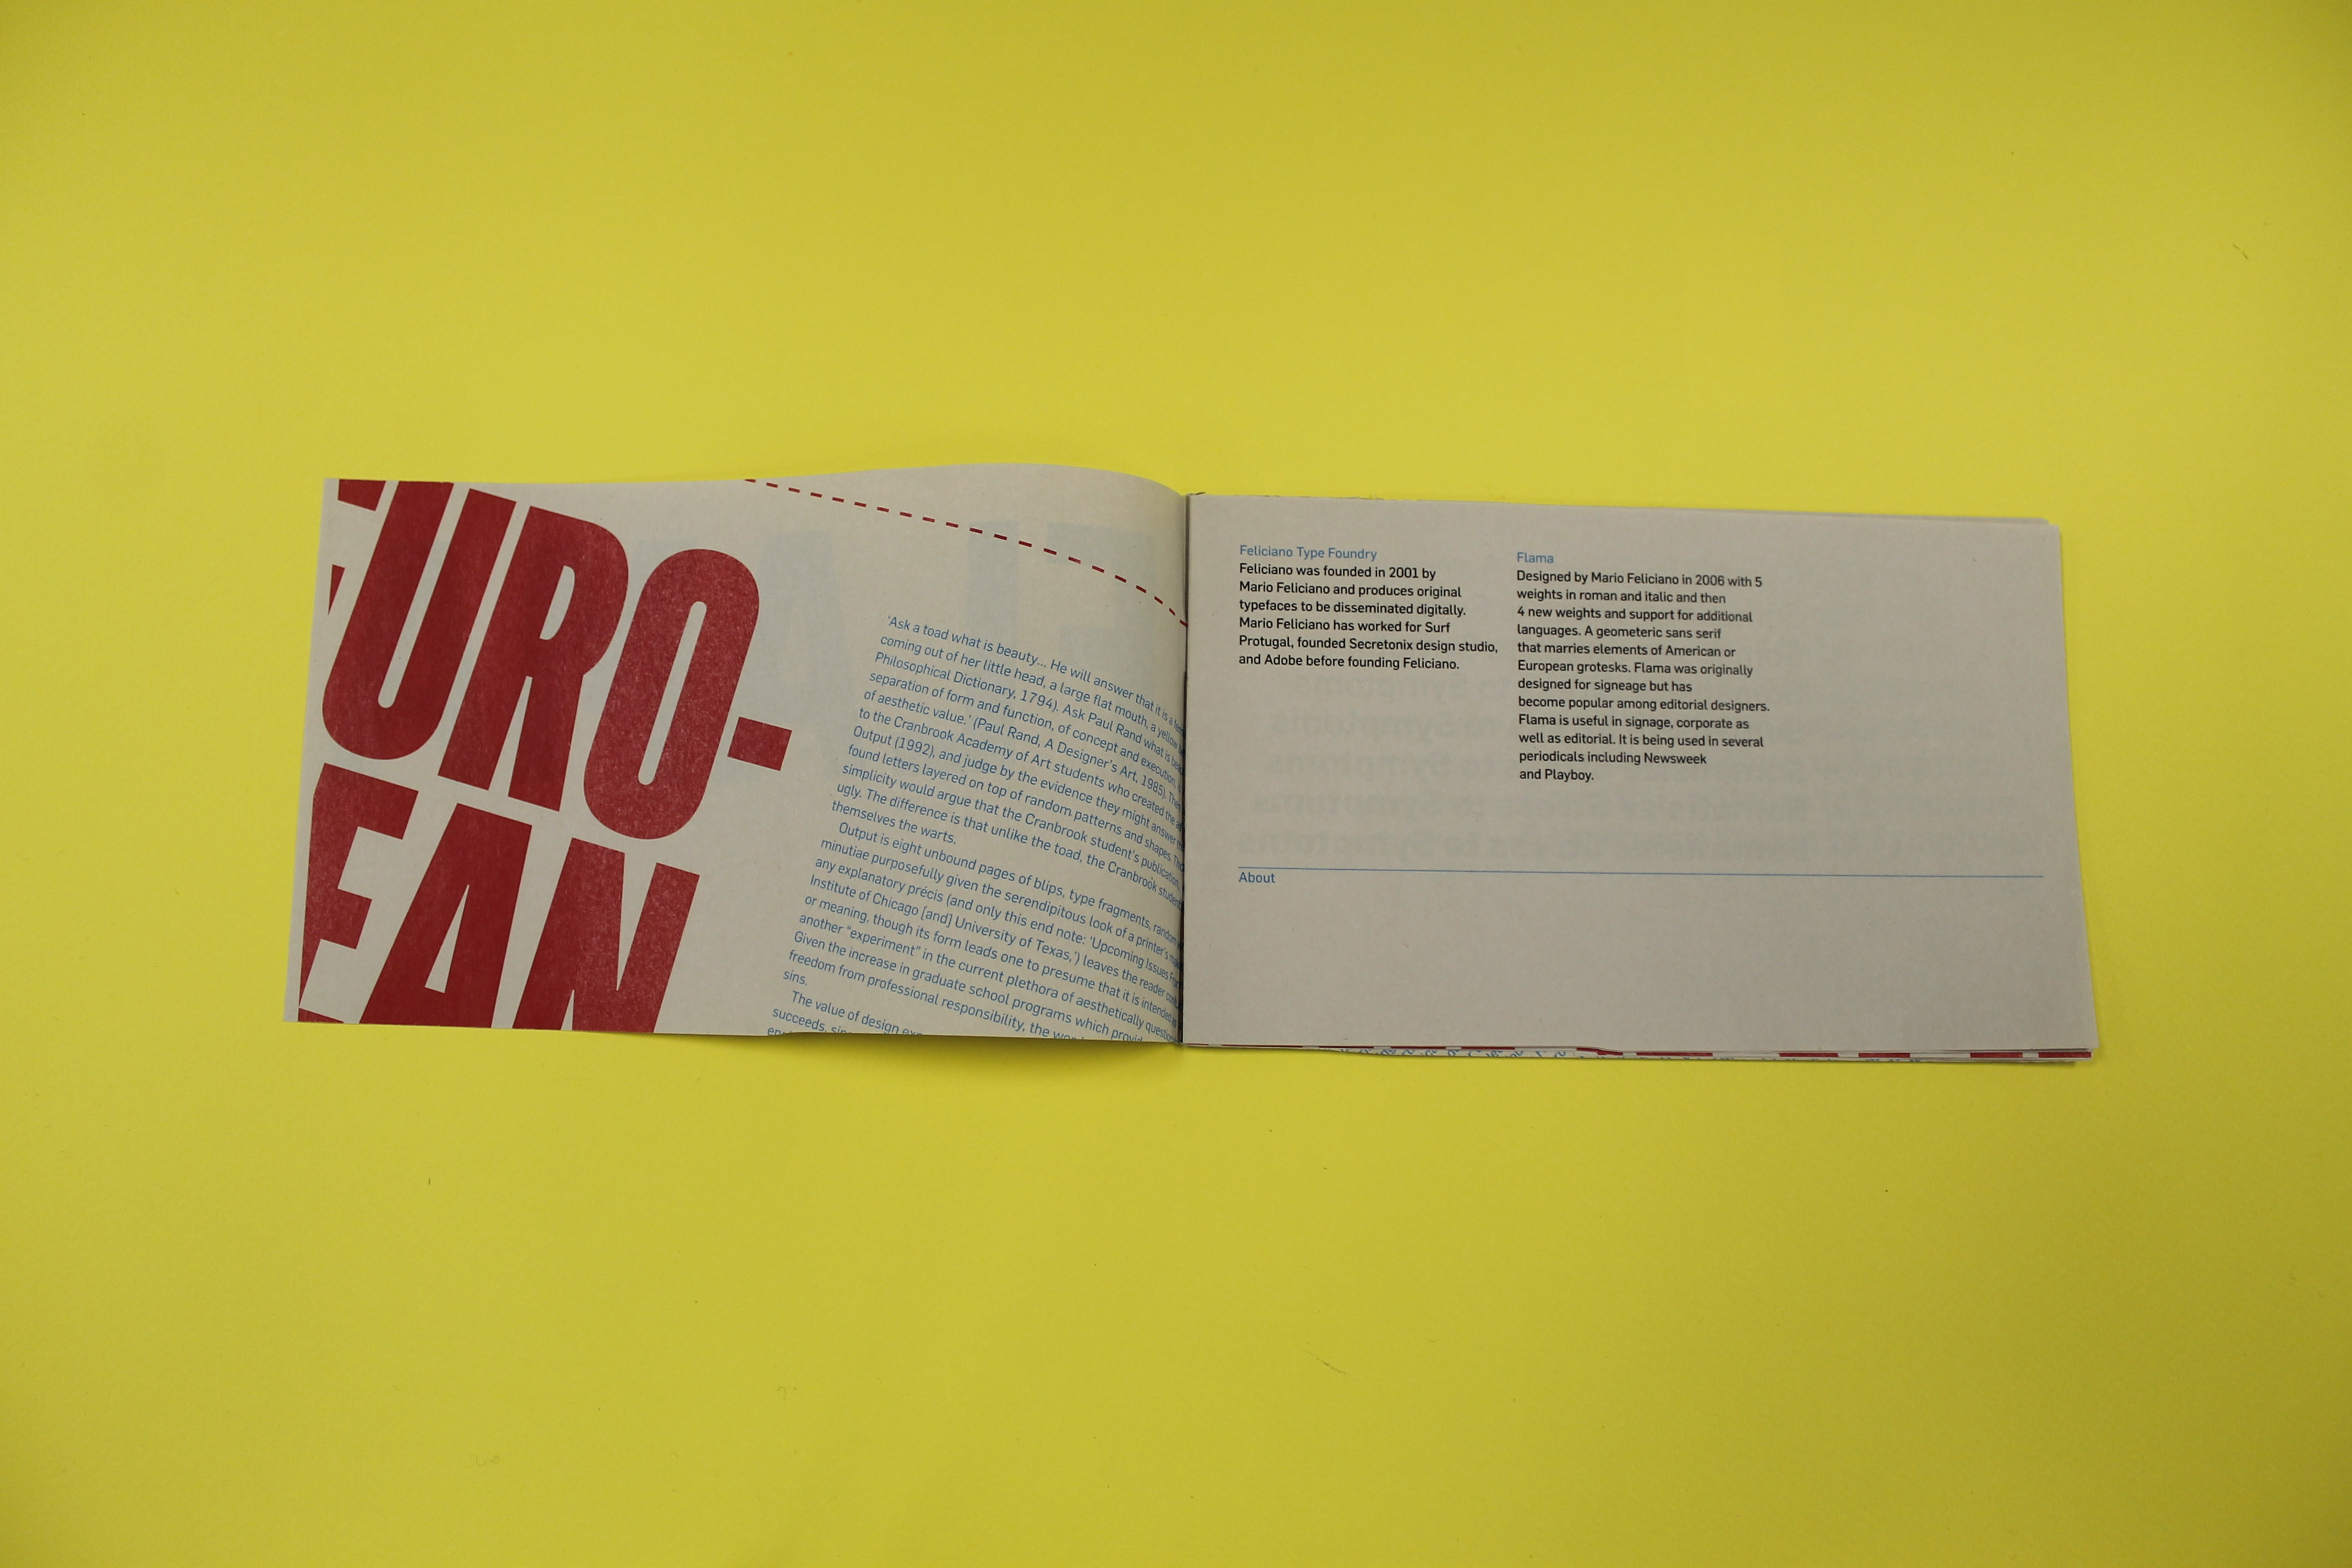 EURO-
EAN
'Ask a toad what is beauty... He will answer that it is a
coming out of her little head, a large flat mouth, a yellow
Philosophical Dictionary, 1794). Ask Paul Rand what is
separation of form and function, of concept and execution,
of aesthetic value.' (Paul Rand, A Designer's Art, 1985).
to the Cranbrook Academy of Art students who created the
Output (1992), and judge by the evidence they might answer
found letters layered on top of random patterns and shapes.
simplicity would argue that the Cranbrook student's publication
ugly. The difference is that unlike the toad, the Cranbrook
themselves the warts.
Output is eight unbound pages of blips, type fragments, random
minutiae purposefully given the serendipitous look of a printer's
any explanatory précis (and only this end note: 'Upcoming Issues
Institute of Chicago [and] University of Texas,') leaves the reader
or meaning, though its form leads one to presume that it is intended
another "experiment" in the current plethora of aesthetically
Given the increase in graduate school programs which
freedom from professional responsibility, the
sins.
The value of design
succeeds,
Feliciano Type Foundry
Feliciano was founded in 2001 by
Mario Feliciano and produces original
typefaces to be disseminated digitally.
Mario Feliciano has worked for Surf
Protugal, founded Secretonix design studio,
and Adobe before founding Feliciano.
Flama
Designed by Mario Feliciano in 2006 with 5
weights in roman and italic and then
4 new weights and support for additional
languages. A geometeric sans serif
that marries elements of American or
European grotesks. Flama was originally
designed for signeage but has
become popular among editorial designers.
Flama is useful in signage, corporate as
well as editorial. It is being used in several
periodicals including Newsweek
and Playboy.
About